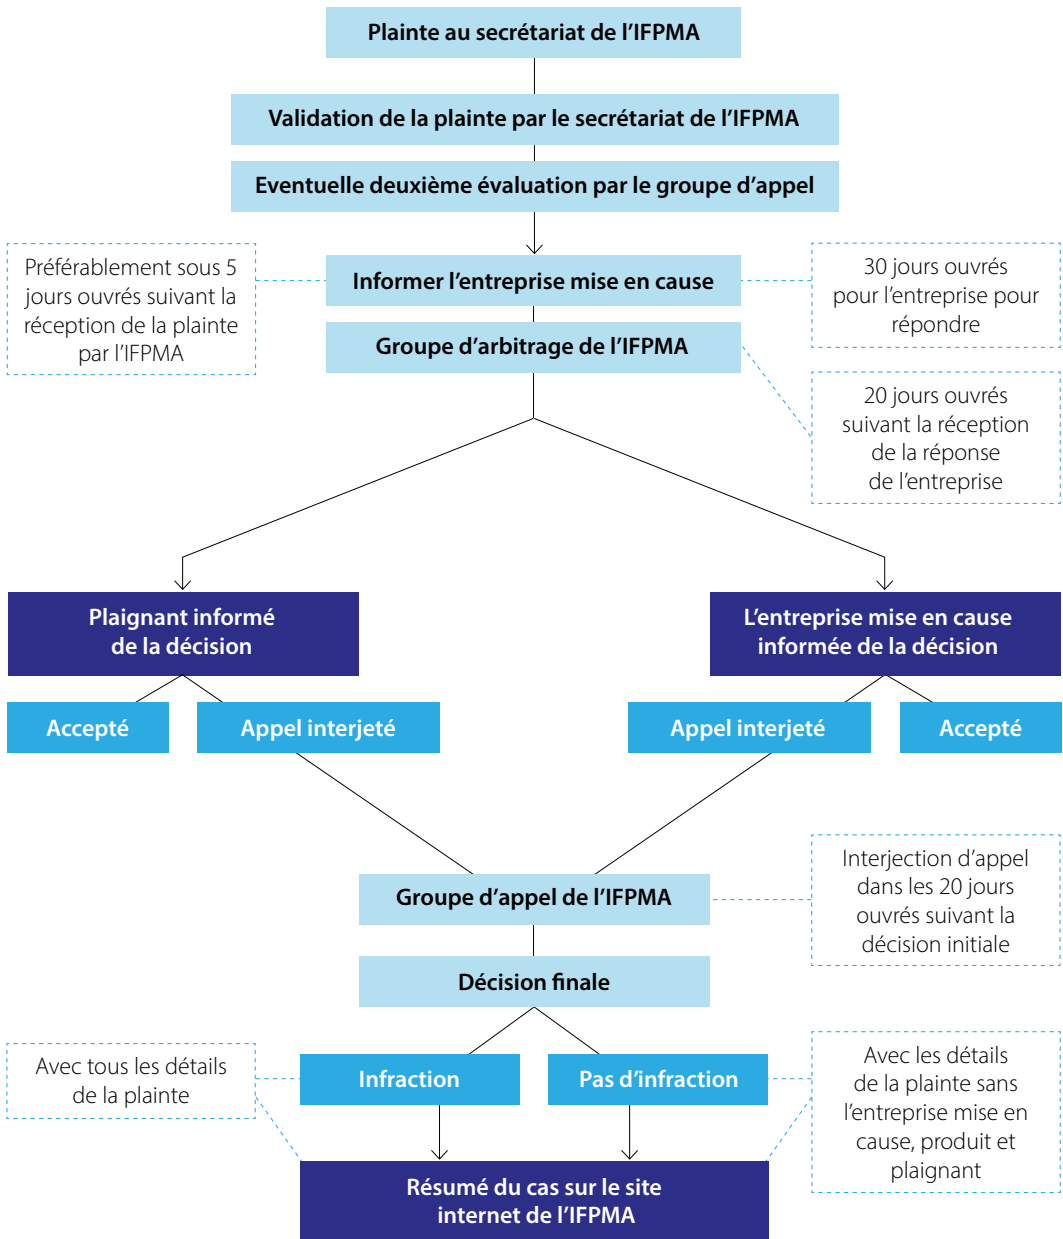 Plainte au secrétariat de l'IFPMA
Validation de la plainte par le secrétariat de l'IFPMA
Eventuelle deuxième évaluation par le groupe d'appel
Préférablement sous 5
jours ouvrés suivant la
réception de la plainte
par l'IFPMA
Informer l'entreprise mise en cause
30 jours ouvrés
pour l'entreprise pour
répondre
Groupe d'arbitrage de l'IFPMA
20 jours ouvrés
suivant la réception
de la réponse
de l'entreprise
Plaignant informé
de la décision
L'entreprise mise en cause
informée de la décision
Accepté
Appel interjeté
Appel interjeté
Accepté
Groupe d'appel de l'IFPMA
Interjection d'appel
dans les 20 jours
ouvrés suivant la
décision initiale
Décision finale
Avec tous les détails
de la plainte
Infraction
Pas d'infraction
Avec les détails
de la plainte sans
l'entreprise mise en
cause, produit et
plaignant
Résumé du cas sur le site
internet de l'IFPMA